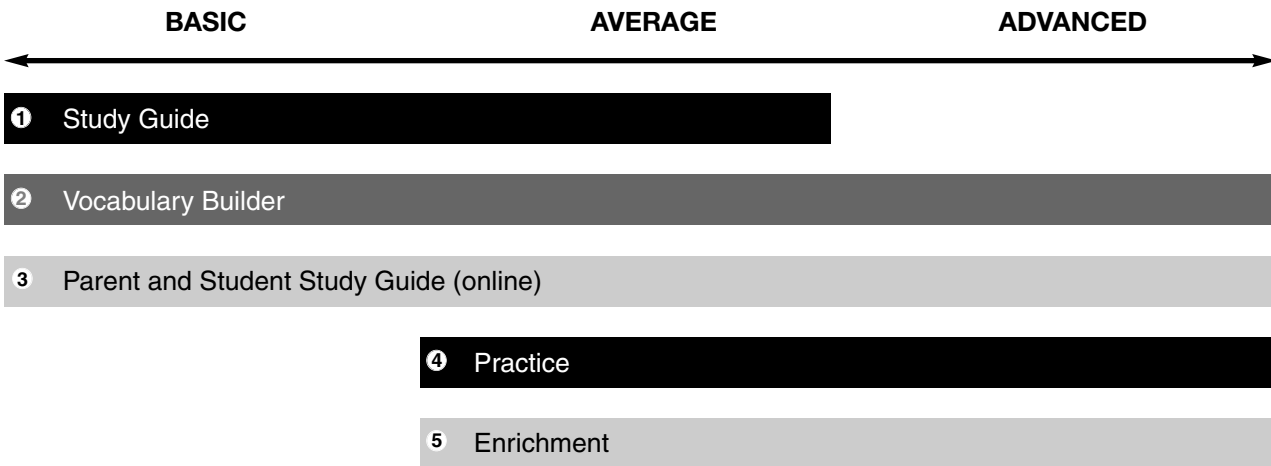 BASIC AVERAGE ADVANCED
1 Study Guide
2 Vocabulary Builder
3 Parent and Student Study Guide (online)
4 Practice
5 Enrichment